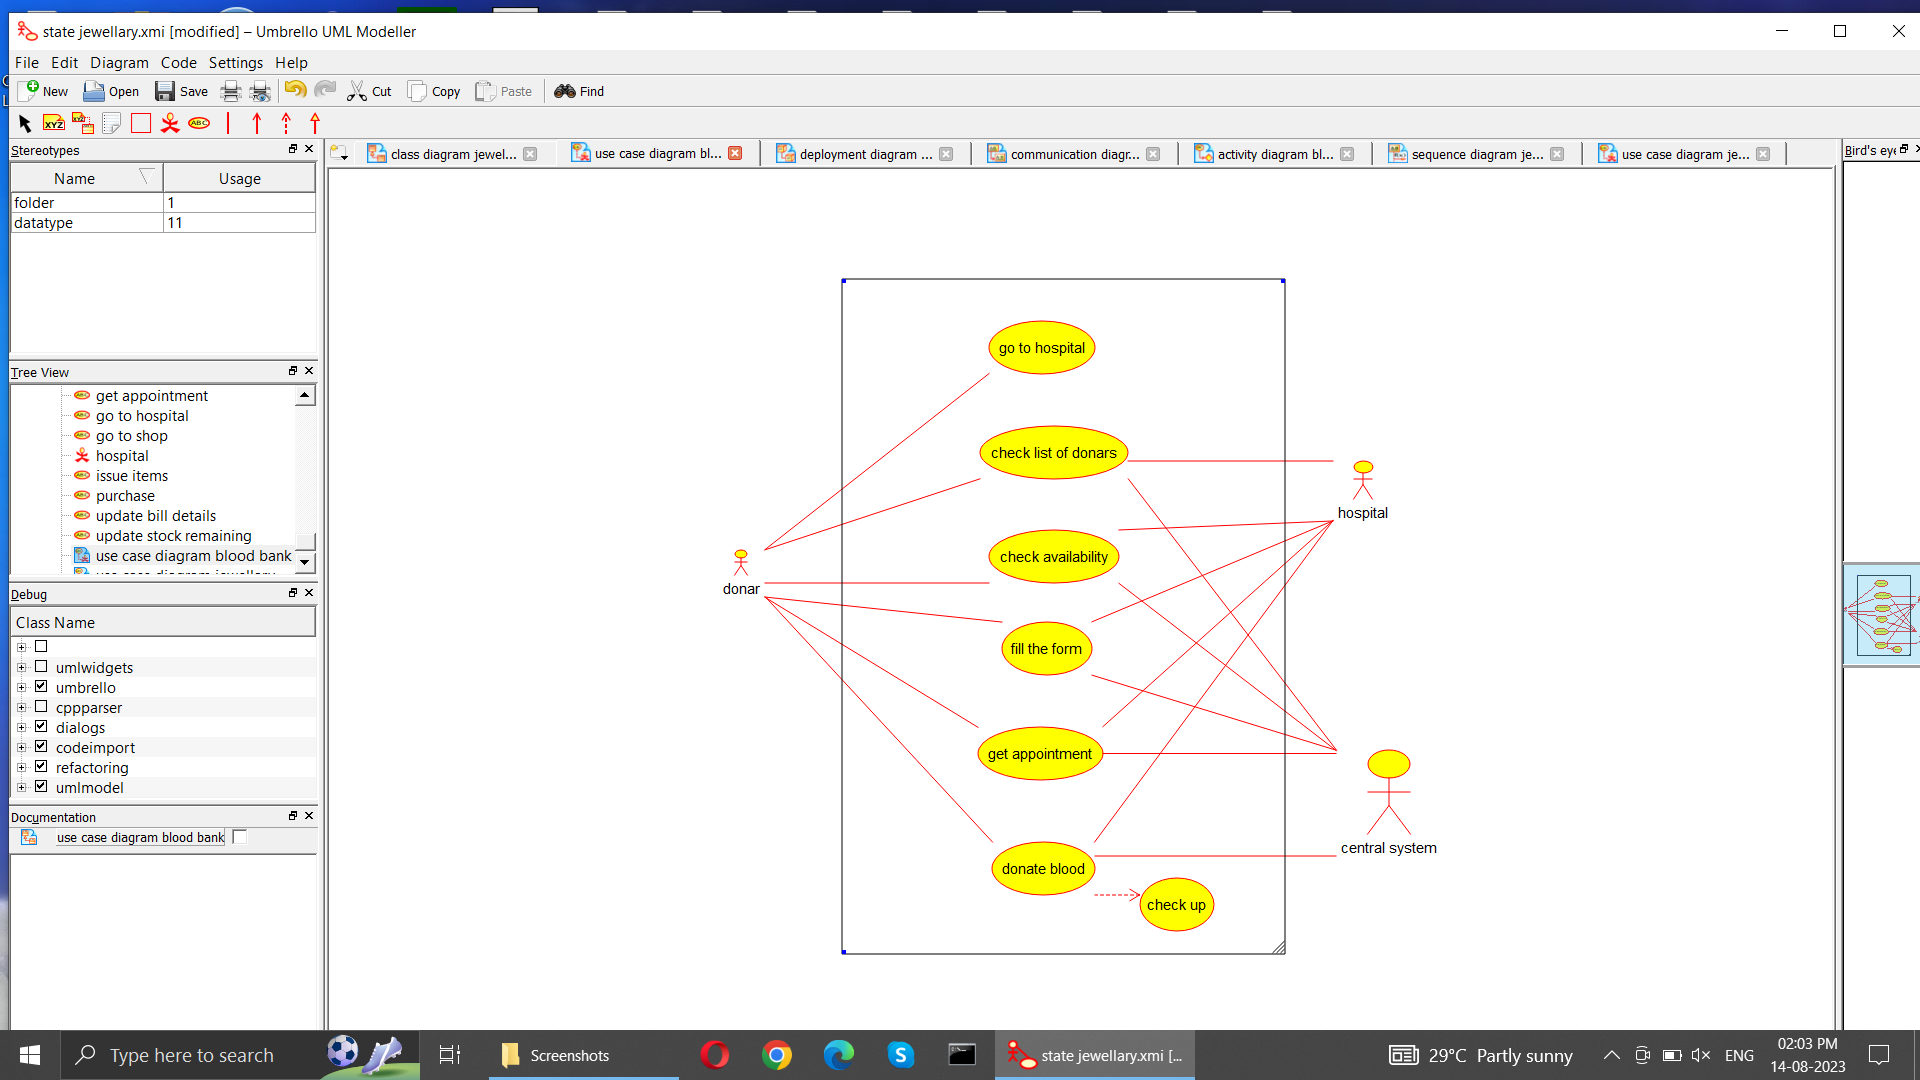 state jewellary.xmi [modified] – Umbrello UML Modeller
File Edit Diagram Code Settings Help
New Open Save Cut Copy Paste Find
XYZ ABC
Stereotypes
Name Usage
folder 1
datatype 11
Tree View
get appointment
go to hospital
go to shop
hospital
issue items
purchase
update bill details
update stock remaining
use case diagram blood bank
use case diagram jewellary
Debug
Class Name
umlwidgets
umbrello
cppparser
dialogs
codeimport
refactoring
umlmodel
Documentation
use case diagram blood bank
class diagram jewel... use case diagram bl... deployment diagram ... communication diagr... activity diagram bl... sequence diagram je... use case diagram je...
Bird's eye
go to hospital
check list of donars
hospital
check availability
donar
fill the form
get appointment
central system
donate blood
check up
Type here to search
Screenshots
state jewellary.xmi [...
29°C Partly sunny
ENG
02:03 PM
14-08-2023